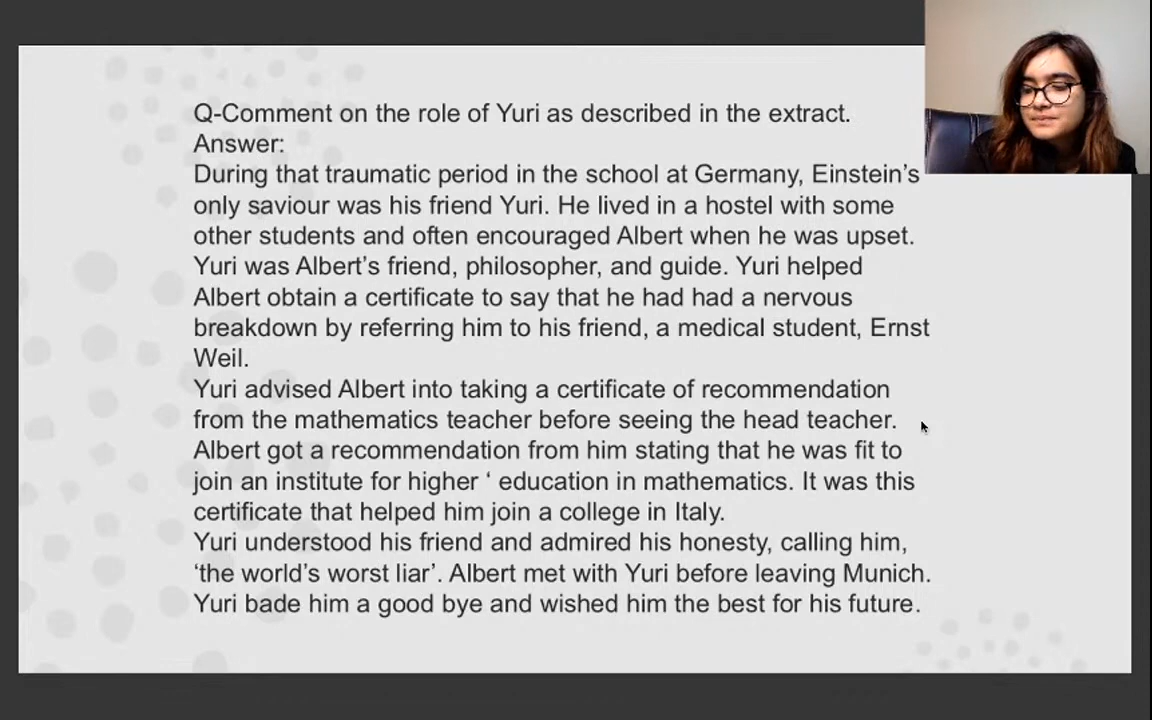 Q-Comment on the role of Yuri as described in the extract.
Answer:
During that traumatic period in the school at Germany, Einstein’s
only saviour was his friend Yuri. He lived in a hostel with some
other students and often encouraged Albert when he was upset.
Yuri was Albert’s friend, philosopher, and guide. Yuri helped
Albert obtain a certificate to say that he had had a nervous
breakdown by referring him to his friend, a medical student, Ernst
Weil.
Yuri advised Albert into taking a certificate of recommendation
from the mathematics teacher before seeing the head teacher.
Albert got a recommendation from him stating that he was fit to
join an institute for higher ‘ education in mathematics. It was this
certificate that helped him join a college in Italy.
Yuri understood his friend and admired his honesty, calling him,
‘the world’s worst liar’. Albert met with Yuri before leaving Munich.
Yuri bade him a good bye and wished him the best for his future.